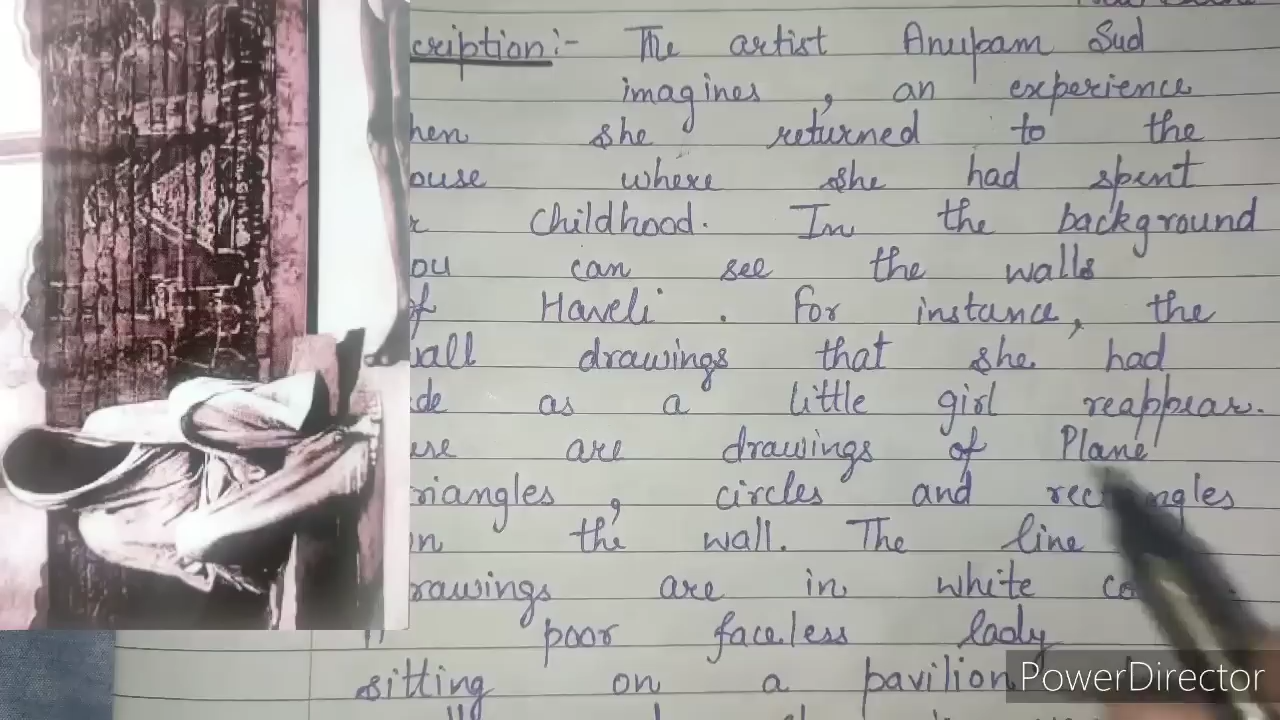 cription:- The artist Anupam Sud
imagines, an experience
hen she returned to the
ouse where she had spent
r childhood. In the background
ou can see the walls
of Haveli. For instance, the
all drawings that she had
de as a little girl reappear.
ese are drawings of Plane
riangles, circles and rectangles
on the wall. The line
rawings are in white
poor faceless lady
sitting on a pavilion
PowerDirector